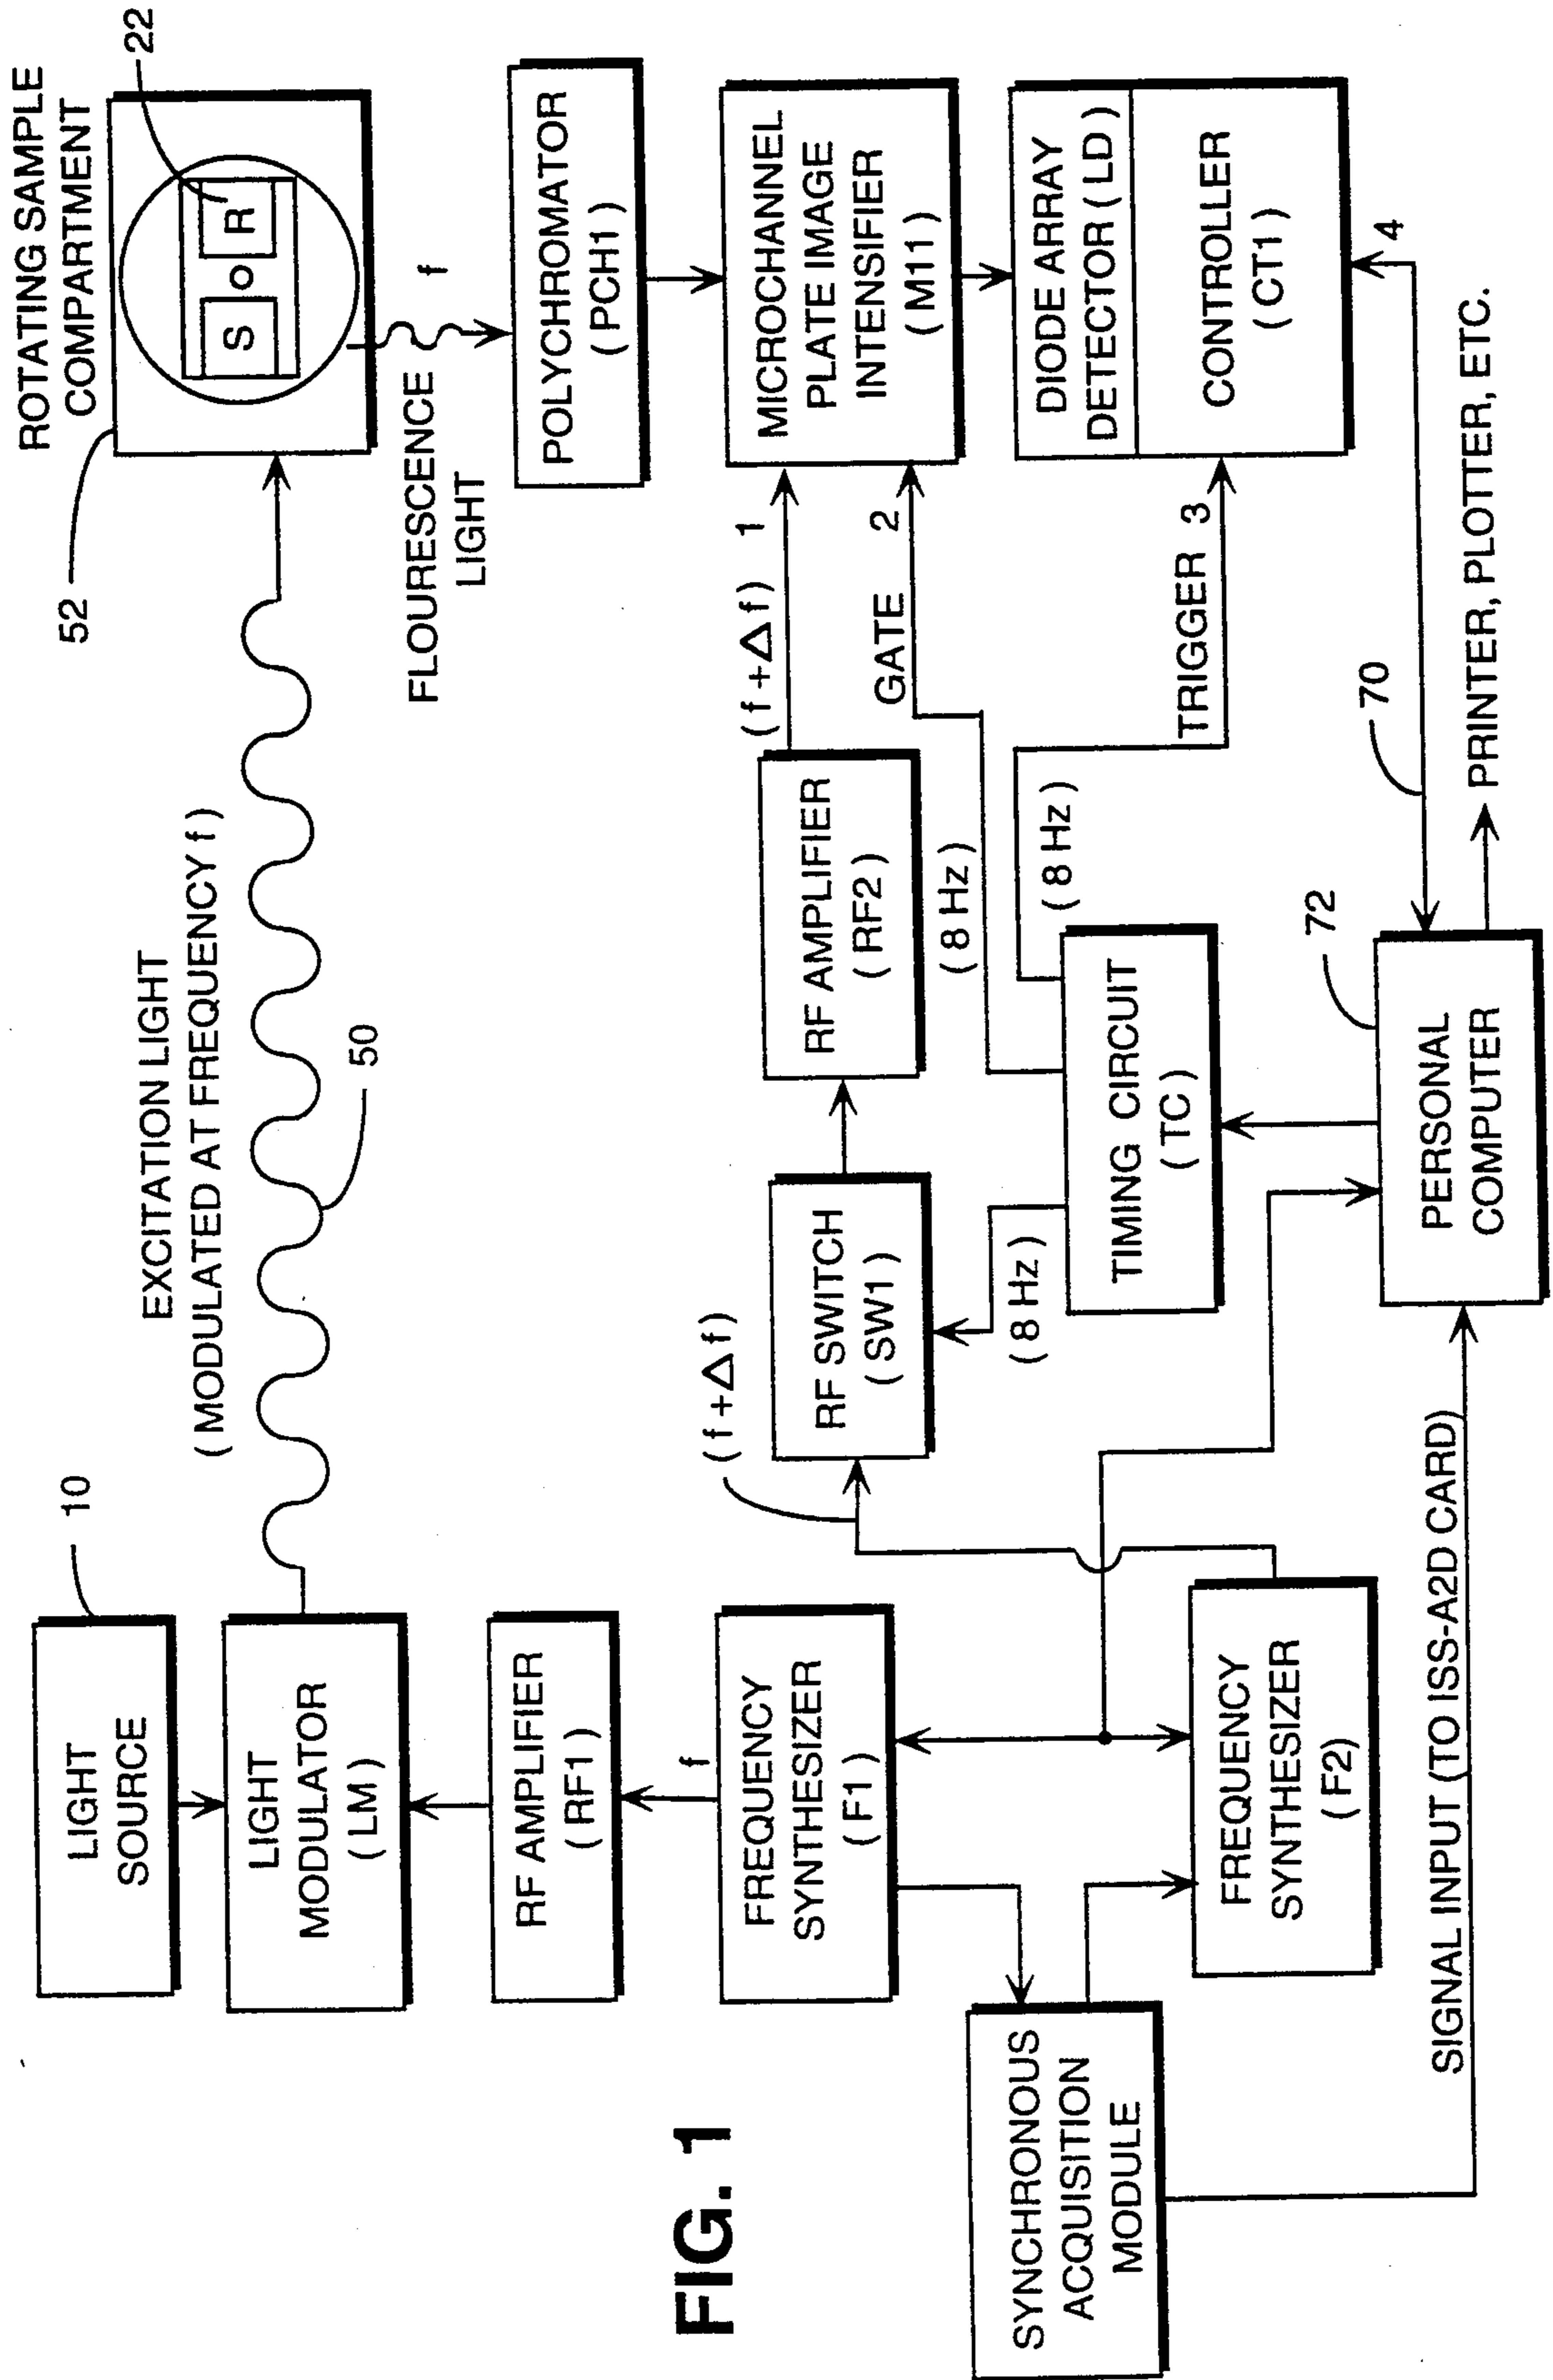 ROTATING SAMPLE
COMPARTMENT
52
22
S
R
EXCITATION LIGHT
( MODULATED AT FREQUENCY f )
50
10
LIGHT
SOURCE
LIGHT
MODULATOR
( LM )
FLOURESCENCE
LIGHT
f
RF AMPLIFIER
( RF1 )
POLYCHROMATOR
( PCH1 )
f
FREQUENCY
SYNTHESIZER
( F1 )
( f + Δ f )
RF SWITCH
( SW1 )
RF AMPLIFIER
( RF2 )
( f + Δ f ) 1
MICROCHANNEL
PLATE IMAGE
INTENSIFIER
( M11 )
GATE 2
( 8 Hz )
( 8 Hz )
( 8 Hz )
TRIGGER 3
DIODE ARRAY
DETECTOR ( LD )
CONTROLLER
( CT1 )
4
SYNCHRONOUS
ACQUISITION
MODULE
FREQUENCY
SYNTHESIZER
( F2)
TIMING CIRCUIT
( TC )
70
72
PERSONAL
COMPUTER
PRINTER, PLOTTER, ETC.
SIGNAL INPUT (TO ISS-A2D CARD)
FIG. 1